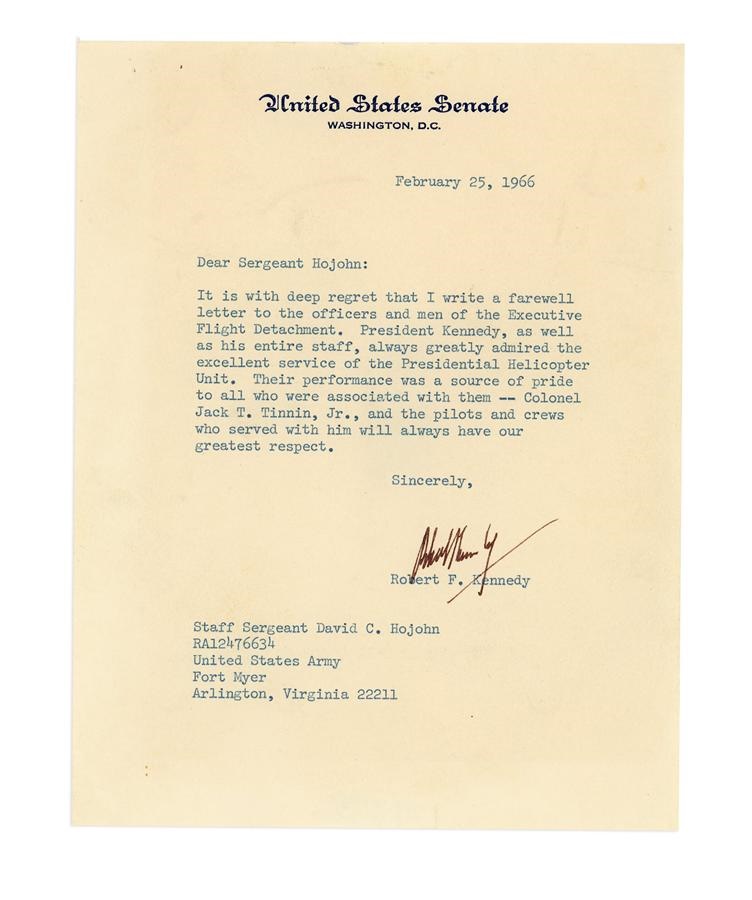 United States Senate
WASHINGTON, D.C.
February 25, 1966
Dear Sergeant Hojohn:
It is with deep regret that I write a farewell
letter to the officers and men of the Executive
Flight Detachment. President Kennedy, as well
as his entire staff, always greatly admired the
excellent service of the Presidential Helicopter
Unit. Their performance was a source of pride
to all who were associated with them -- Colonel
Jack T. Tinnin, Jr., and the pilots and crews
who served with him will always have our
greatest respect.
Sincerely,
Robert Kennedy
Robert F. Kennedy
Staff Sergeant David C. Hojohn
RA12476634
United States Army
Fort Myer
Arlington, Virginia 22211